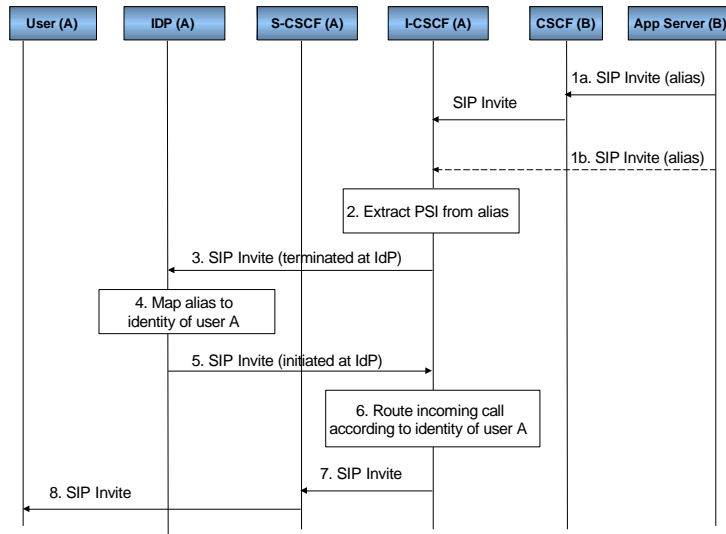 User (A)
IDP (A)
S-CSCF (A)
I-CSCF (A)
CSCF (B)
App Server (B)
1a. SIP Invite (alias)
SIP Invite
1b. SIP Invite (alias)
2. Extract PSI from alias
3. SIP Invite (terminated at IdP)
4. Map alias to
identity of user A
5. SIP Invite (initiated at IdP)
6. Route incoming call
according to identity of user A
7. SIP Invite
8. SIP Invite